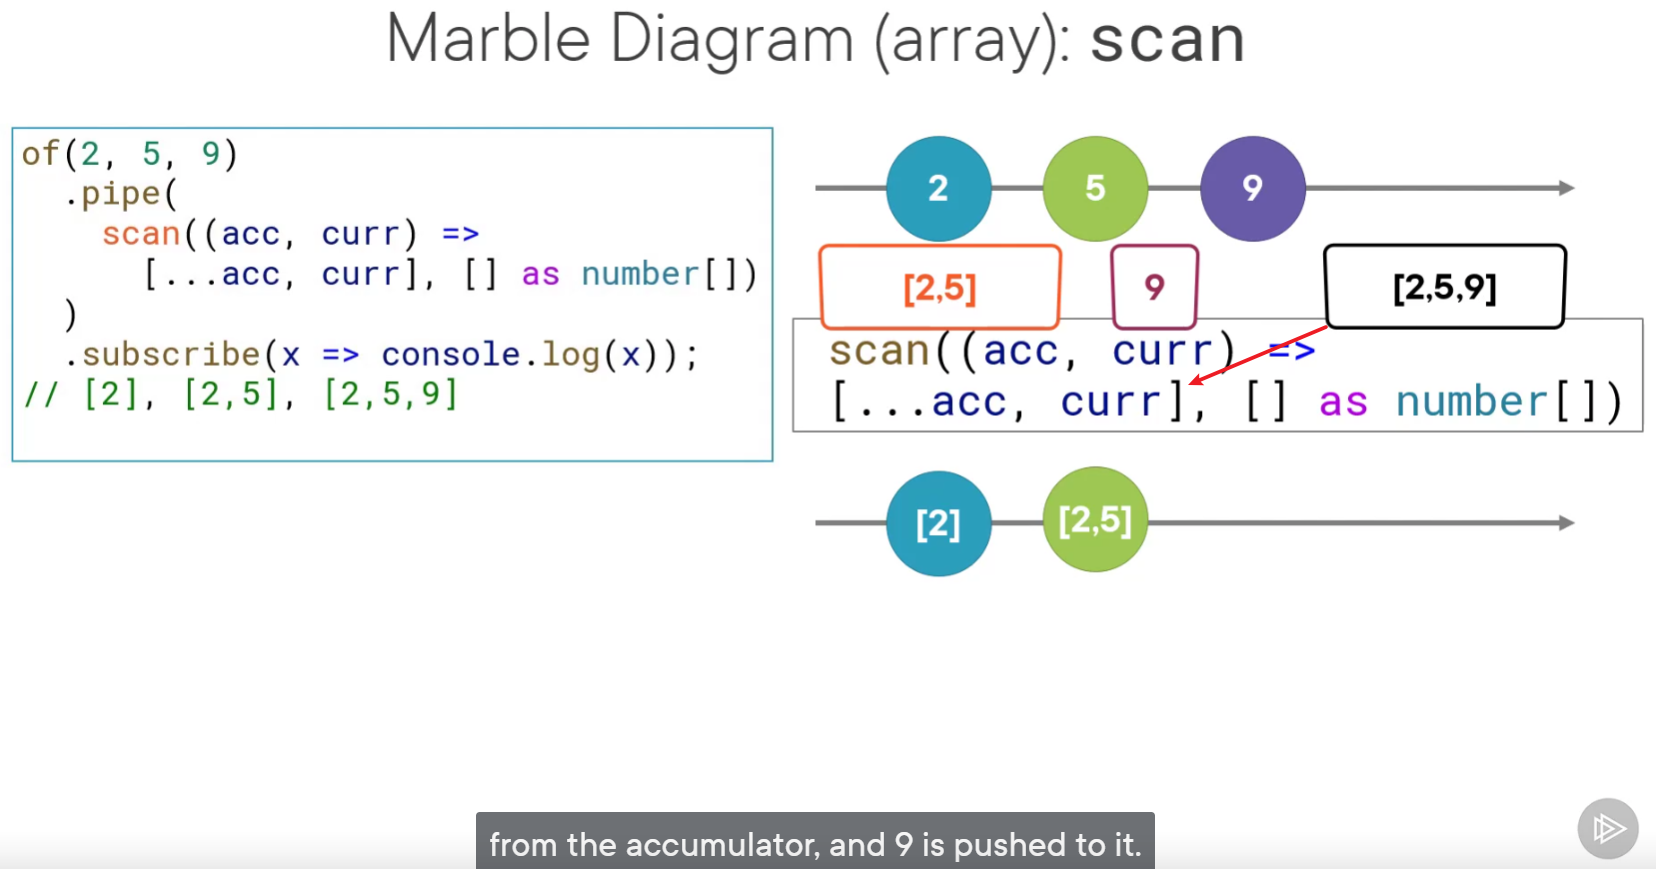 Marble Diagram (array): scan
of(2, 5, 9)
.pipe(
scan((acc, curr) =>
[...acc, curr], [] as number[])
)
.subscribe(x => console.log(x));
// [2], [2,5], [2,5,9]
2 5 9
[2,5] 9 [2,5,9]
scan((acc, curr) =>
[...acc, curr], [] as number[])
[2] [2,5]
from the accumulator, and 9 is pushed to it.